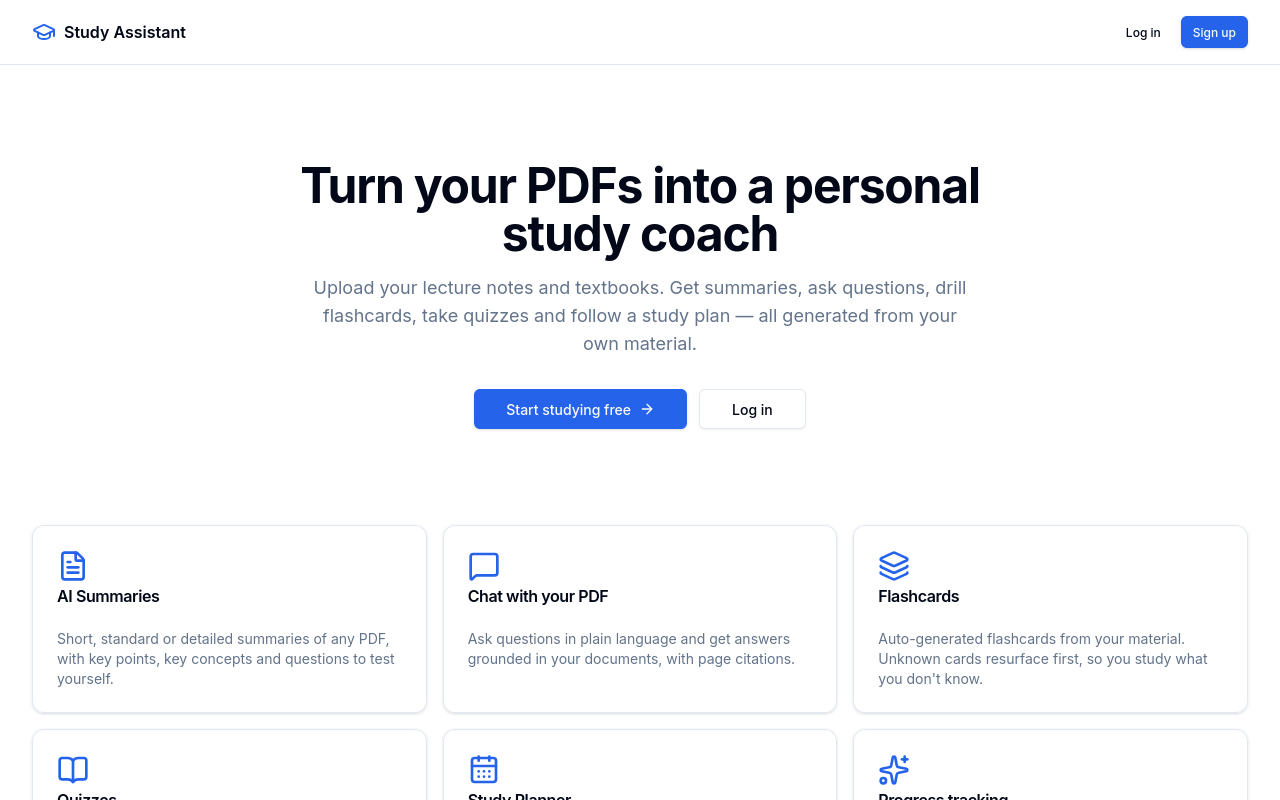 Study Assistant
Log in
Sign up
Turn your PDFs into a personal
study coach
Upload your lecture notes and textbooks. Get summaries, ask questions, drill
flashcards, take quizzes and follow a study plan — all generated from your
own material.
Start studying free
Log in
AI Summaries
Short, standard or detailed summaries of any PDF,
with key points, key concepts and questions to test
yourself.
Chat with your PDF
Ask questions in plain language and get answers
grounded in your documents, with page citations.
Flashcards
Auto-generated flashcards from your material.
Unknown cards resurface first, so you study what
you don't know.
Quizzes
Study Planner
Progress tracking